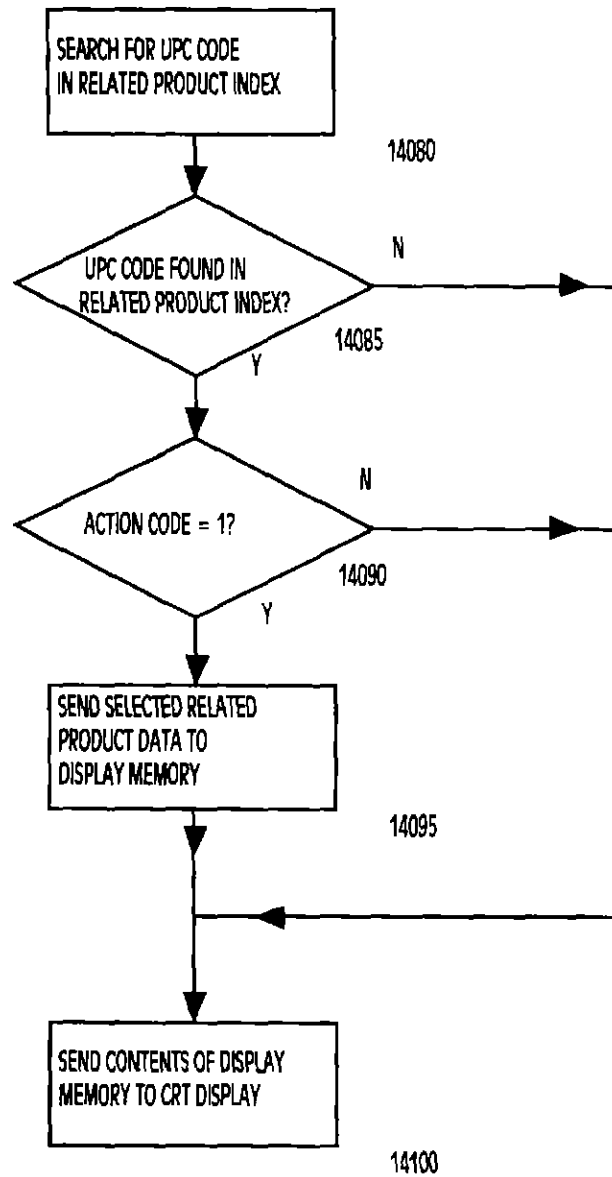 SEARCH FOR UPC CODE
IN RELATED PRODUCT INDEX
14080
UPC CODE FOUND IN
RELATED PRODUCT INDEX?
N
14085
Y
ACTION CODE = 1?
N
14090
Y
SEND SELECTED RELATED
PRODUCT DATA TO
DISPLAY MEMORY
14095
SEND CONTENTS OF DISPLAY
MEMORY TO CRT DISPLAY
14100